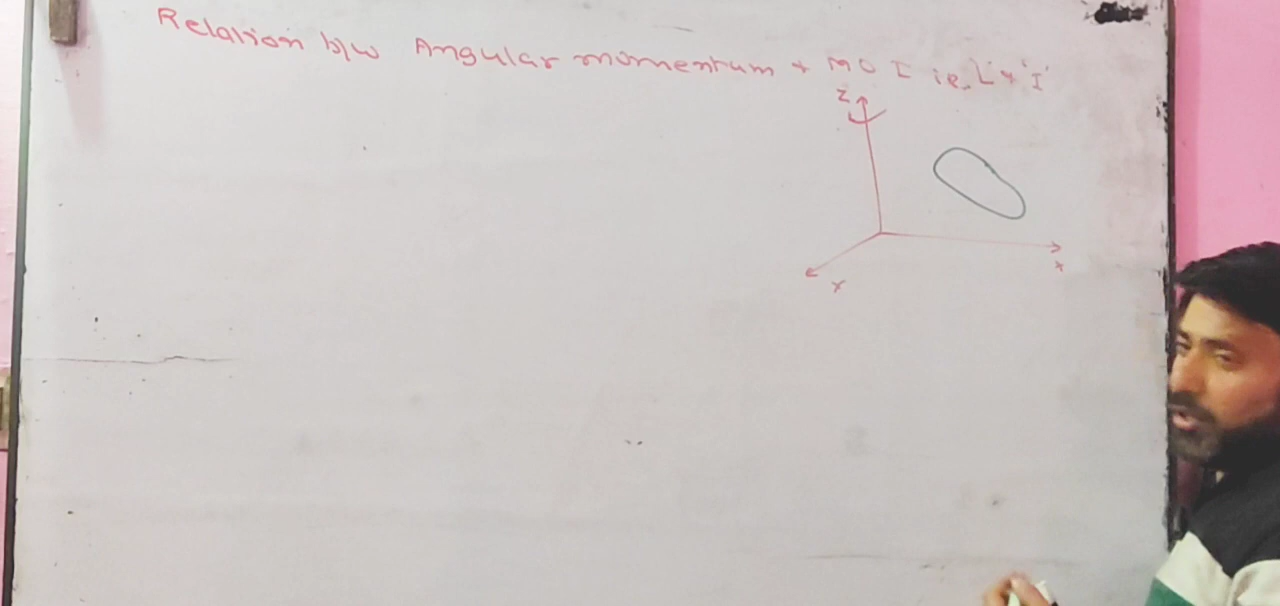 Relation b/w Angular momentum & MOI ie. 'L' & 'I'
Z
x
Y